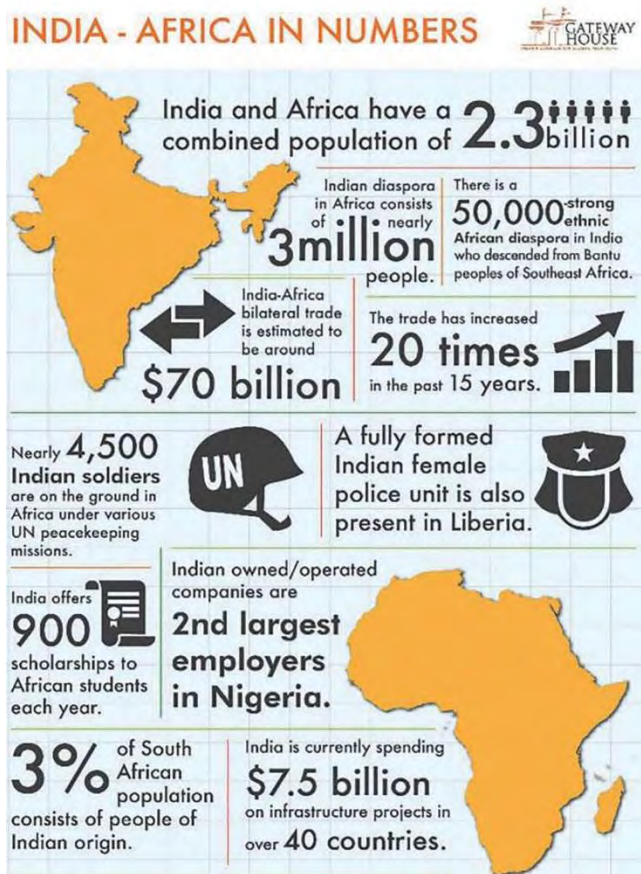 INDIA - AFRICA IN NUMBERS
GATEWAY
HOUSE
India and Africa have a
combined population of 2.3 billion
Indian diaspora
in Africa consists
of nearly
3 million
people.
There is a
50,000-strong
ethnic
African diaspora in India
who descended from Bantu
peoples of Southeast Africa.
India-Africa
bilateral trade
is estimated to
be around
$70 billion
The trade has increased
20 times
in the past 15 years.
Nearly 4,500
Indian soldiers
are on the ground in
Africa under various
UN peacekeeping
missions.
UN
A fully formed
Indian female
police unit is also
present in Liberia.
India offers
900
scholarships to
African students
each year.
Indian owned/operated
companies are
2nd largest
employers
in Nigeria.
3% of South
African
population
consists of people of
Indian origin.
India is currently spending
$7.5 billion
on infrastructure projects in
over 40 countries.